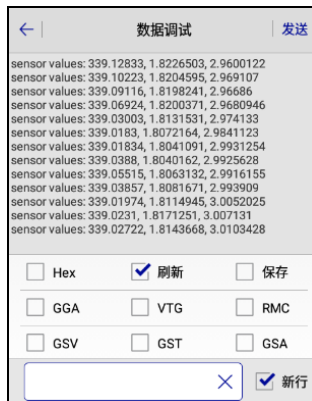 数据调试
发送
sensor values: 339.12833, 1.8226503, 2.9600122
sensor values: 339.10223, 1.8204595, 2.969107
sensor values: 339.09116, 1.8198241, 2.96686
sensor values: 339.06924, 1.8200371, 2.9680946
sensor values: 339.03003, 1.8131531, 2.974133
sensor values: 339.0183, 1.8072164, 2.9841123
sensor values: 339.01834, 1.8041091, 2.9931254
sensor values: 339.0388, 1.8040162, 2.9925628
sensor values: 339.05515, 1.8063132, 2.9916155
sensor values: 339.03857, 1.8081671, 2.993909
sensor values: 339.01974, 1.8114945, 3.0052025
sensor values: 339.0231, 1.8171251, 3.007131
sensor values: 339.02722, 1.8143668, 3.0103428
Hex 刷新 保存
GGA VTG RMC
GSV GST GSA
新行